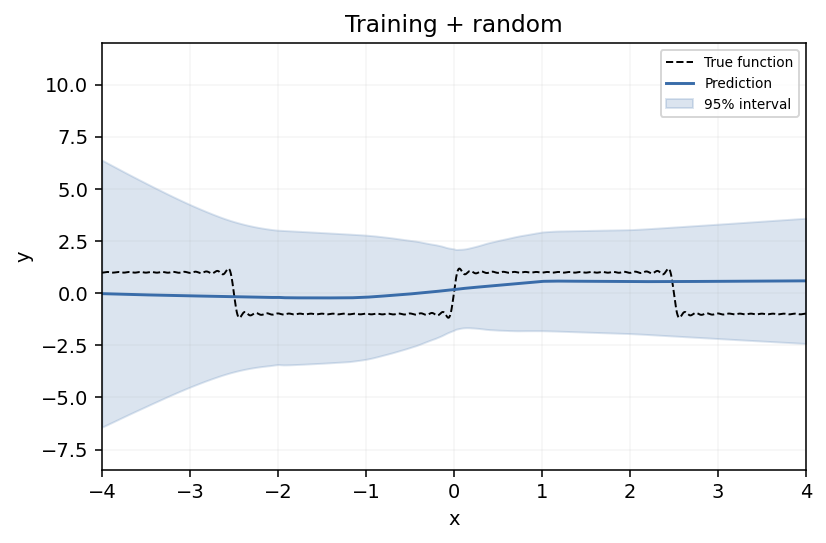 Training + random
True function
Prediction
95% interval
10.0
7.5
5.0
2.5
0.0
−2.5
−5.0
−7.5
y
−4 −3 −2 −1 0 1 2 3 4
x